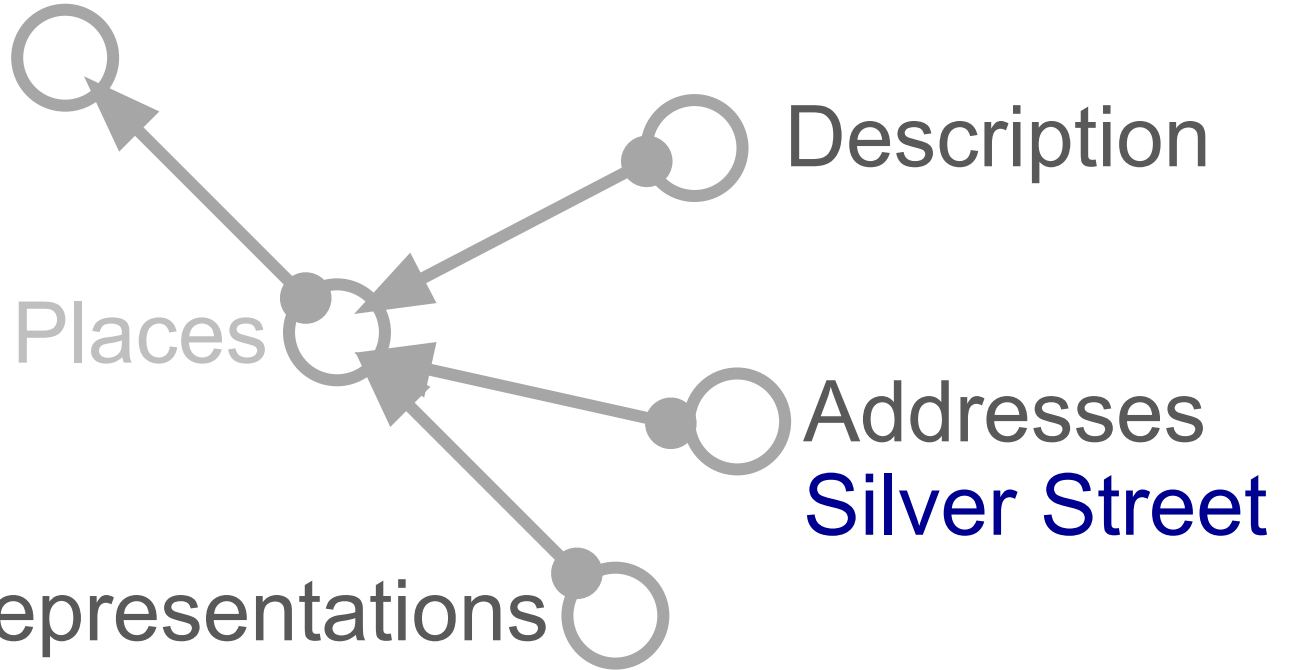 Description
Places
Addresses
Silver Street
epresentations